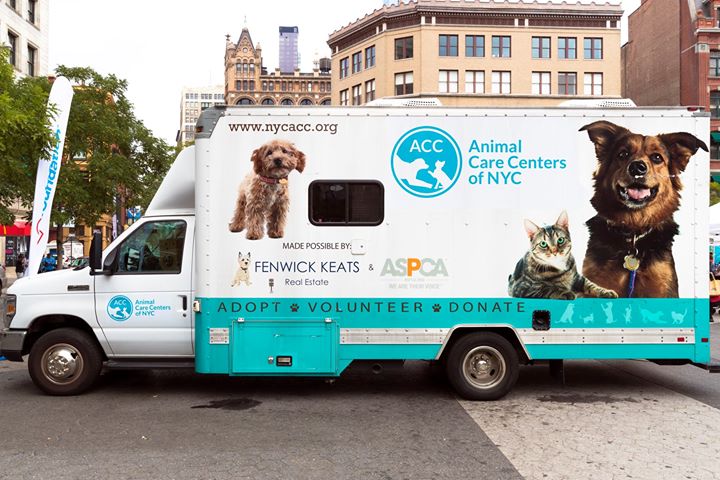 www.nycacc.org
ACC
Animal
Care Centers
of NYC
MADE POSSIBLE BY:
FENWICK KEATS & ASPCA
Real Estate
WE ARE THEIR VOICE
ADOPT VOLUNTEER DONATE
ACC
Animal
Care Centers
of NYC